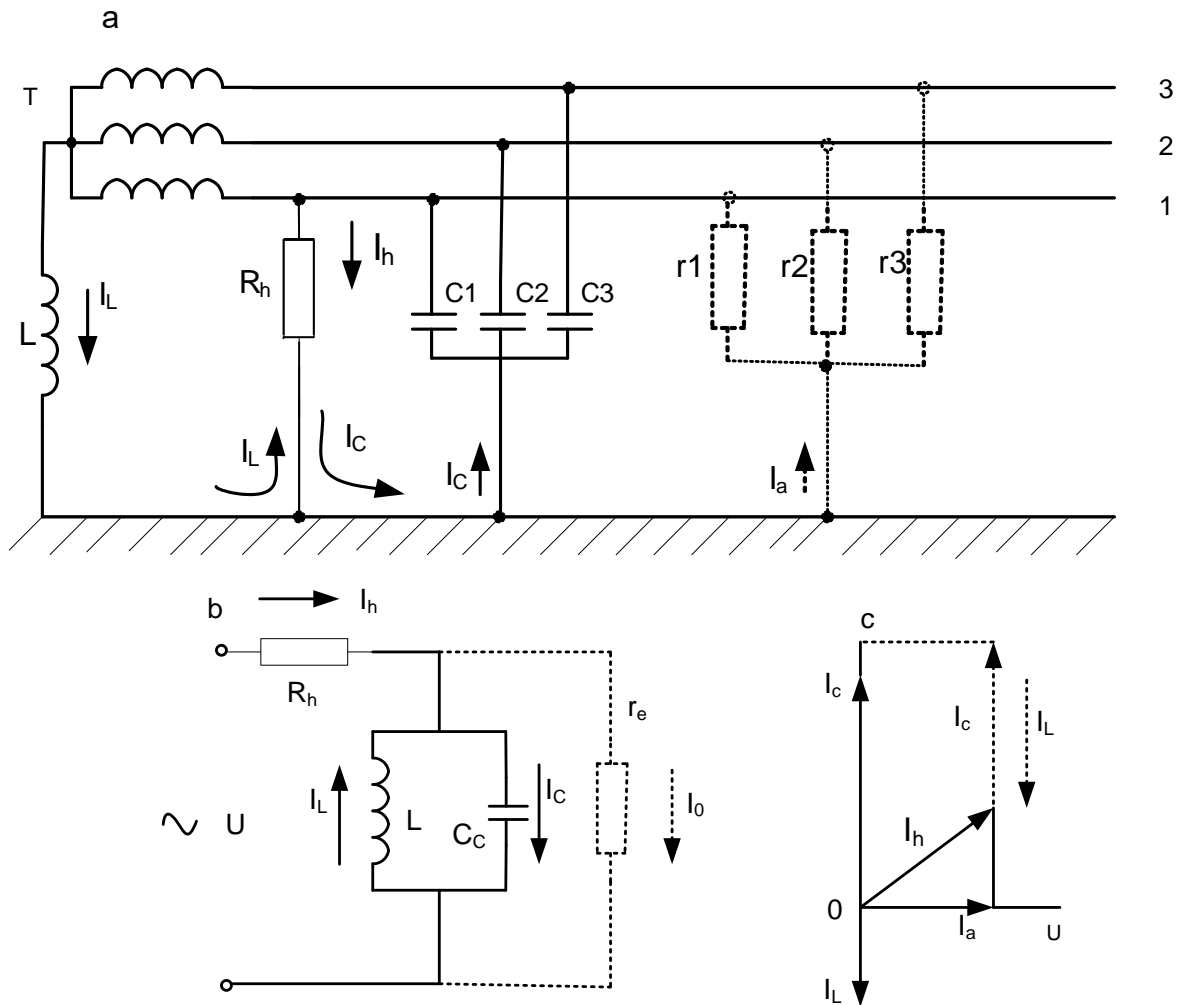 a
T
3
2
1
I_h
R_h
C1 C2 C3
r1 r2 r3
I_L
L
I_L
I_C
I_C
I_a
b
I_h
R_h
r_e
I_L
L
C_C
I_C
I_0
U
c
I_c
I_c
I_L
I_h
0
I_a
U
I_L